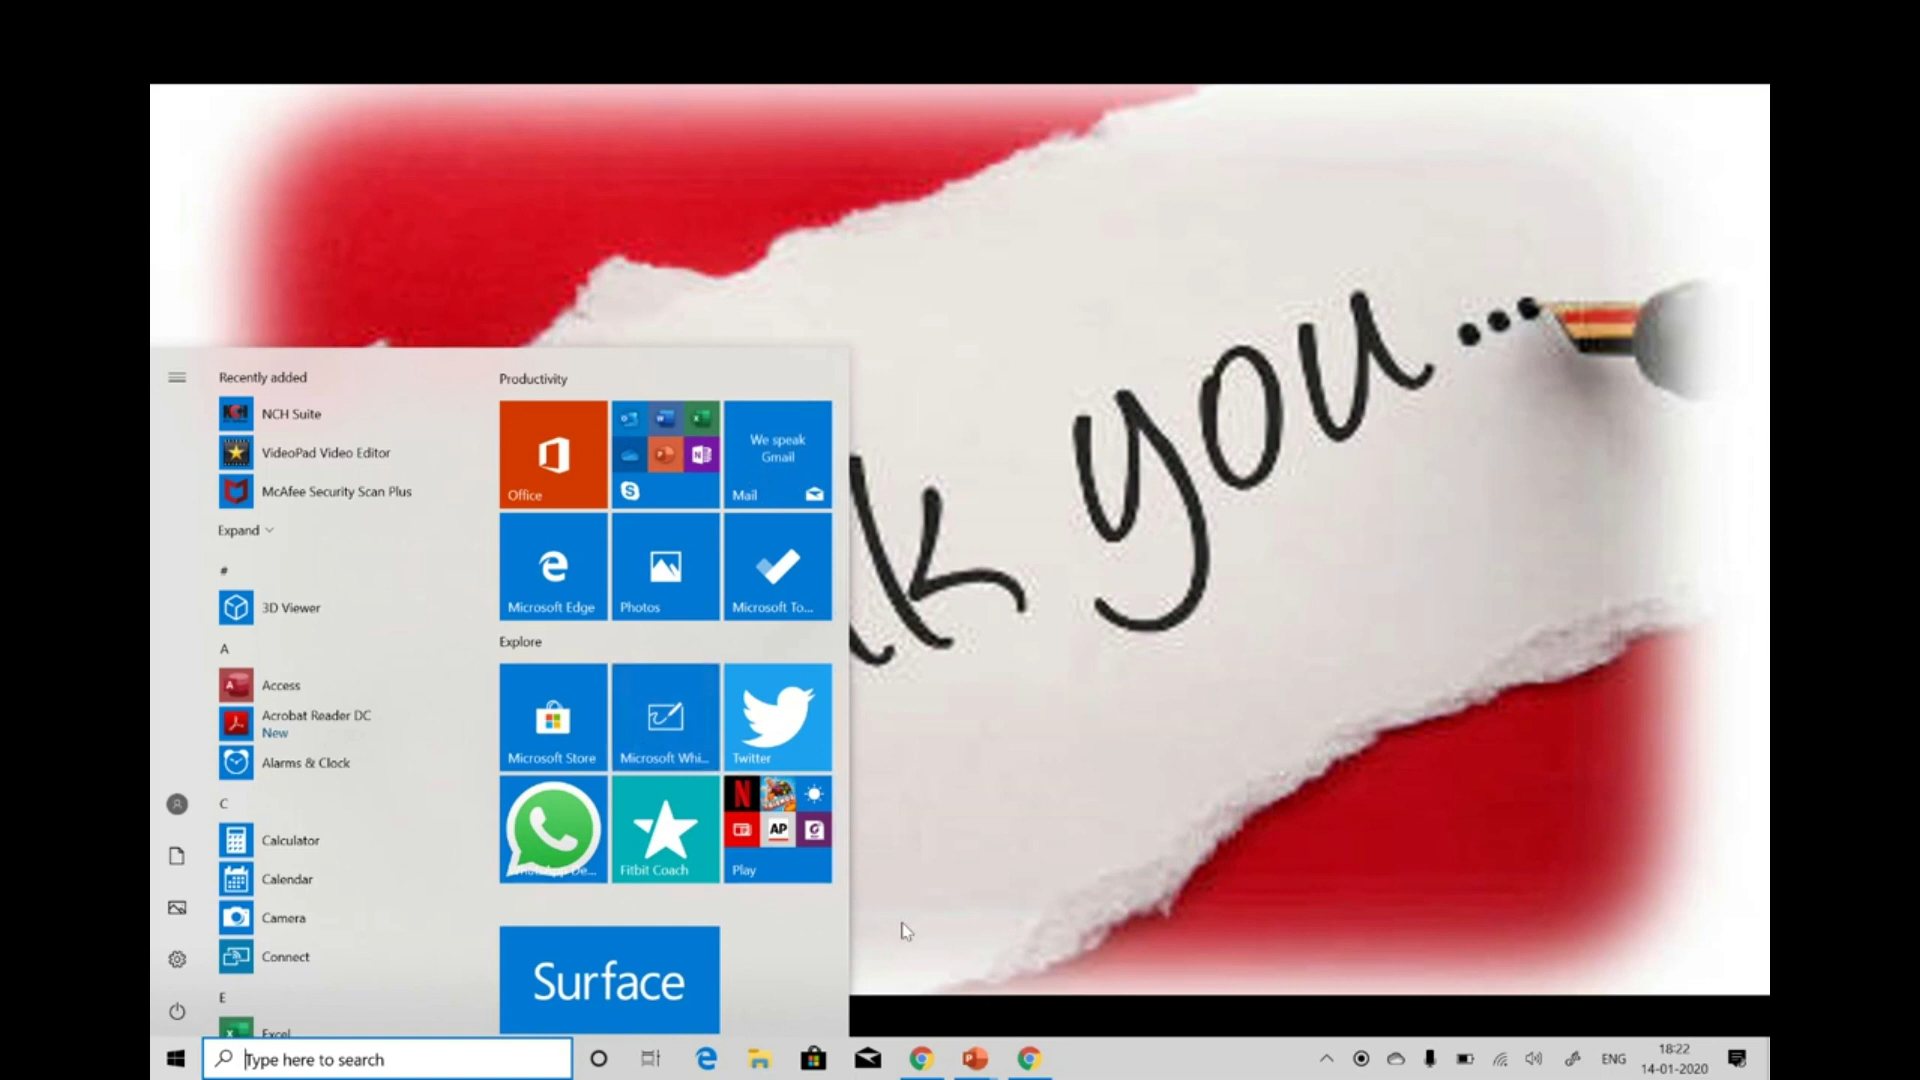 you...
k
Recently added
NCH Suite
VideoPad Video Editor
McAfee Security Scan Plus
Expand
#
3D Viewer
A
Access
Acrobat Reader DC
New
Alarms & Clock
C
Calculator
Calendar
Camera
Connect
E
Excel
Productivity
Office
We speak
Gmail
Mail
Microsoft Edge
Photos
Microsoft To...
Explore
Microsoft Store
Microsoft Whi...
Twitter
WhatsApp De...
Fitbit Coach
AP
Play
Surface
Type here to search
ENG
18:22
14-01-2020